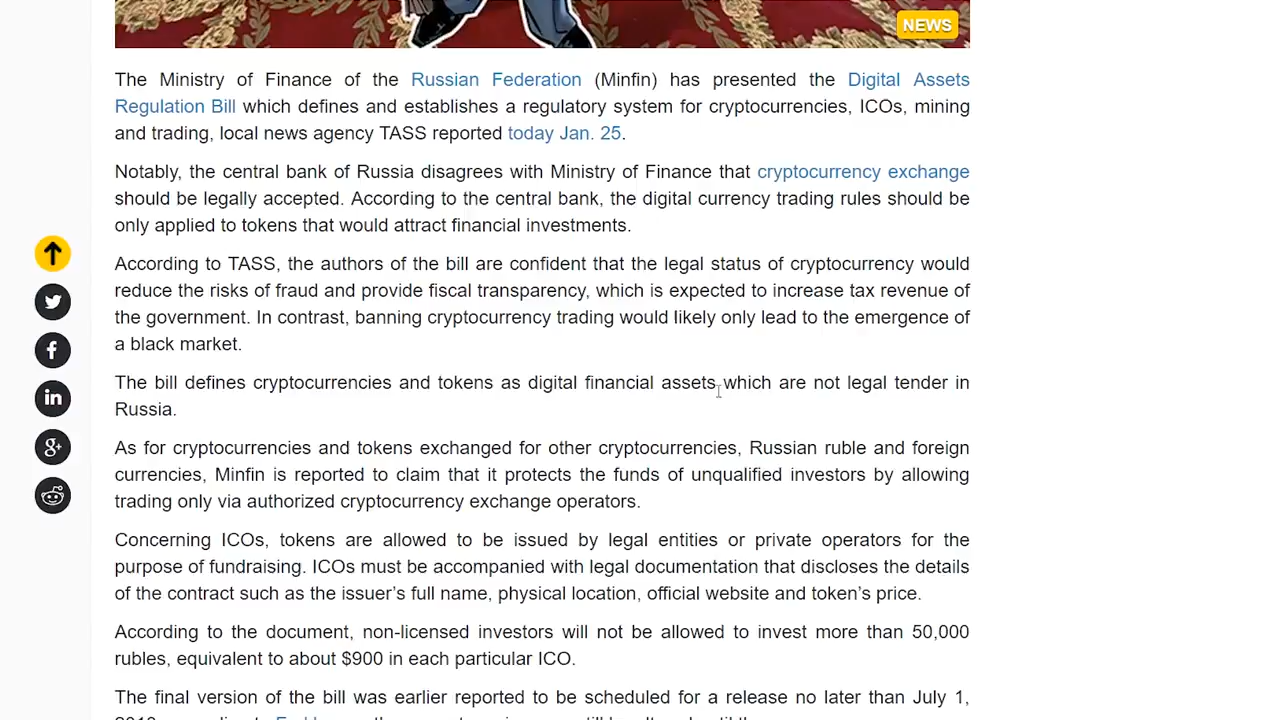 NEWS
The Ministry of Finance of the Russian Federation (Minfin) has presented the Digital Assets
Regulation Bill which defines and establishes a regulatory system for cryptocurrencies, ICOs, mining
and trading, local news agency TASS reported today Jan. 25.
Notably, the central bank of Russia disagrees with Ministry of Finance that cryptocurrency exchange
should be legally accepted. According to the central bank, the digital currency trading rules should be
only applied to tokens that would attract financial investments.
According to TASS, the authors of the bill are confident that the legal status of cryptocurrency would
reduce the risks of fraud and provide fiscal transparency, which is expected to increase tax revenue of
the government. In contrast, banning cryptocurrency trading would likely only lead to the emergence of
a black market.
The bill defines cryptocurrencies and tokens as digital financial assets which are not legal tender in
Russia.
As for cryptocurrencies and tokens exchanged for other cryptocurrencies, Russian ruble and foreign
currencies, Minfin is reported to claim that it protects the funds of unqualified investors by allowing
trading only via authorized cryptocurrency exchange operators.
Concerning ICOs, tokens are allowed to be issued by legal entities or private operators for the
purpose of fundraising. ICOs must be accompanied with legal documentation that discloses the details
of the contract such as the issuer's full name, physical location, official website and token's price.
According to the document, non-licensed investors will not be allowed to invest more than 50,000
rubles, equivalent to about $900 in each particular ICO.
The final version of the bill was earlier reported to be scheduled for a release no later than July 1,